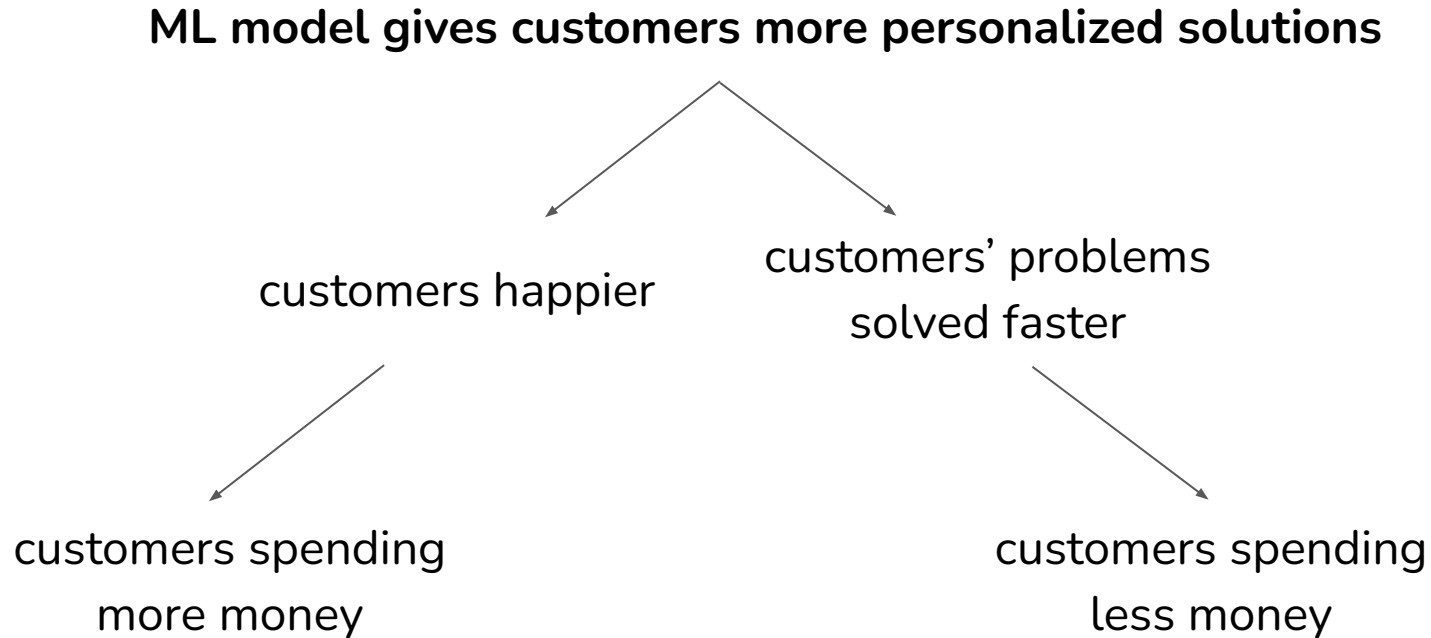 ML model gives customers more personalized solutions
customers happier
customers’ problems
solved faster
customers spending
more money
customers spending
less money